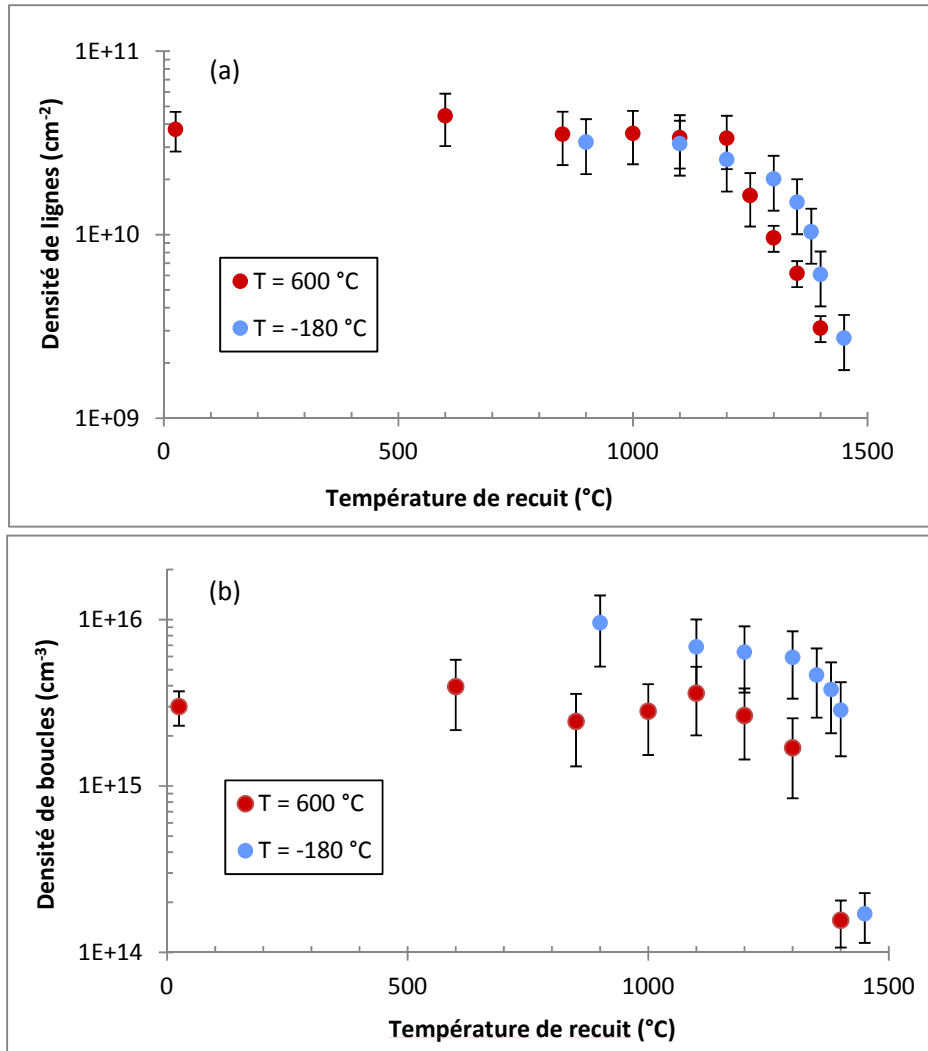 (a)
1E+11
1E+10
1E+09
Densité de lignes (cm-2)
T = 600 °C
T = -180 °C
0
500
1000
1500
Température de recuit (°C)
(b)
1E+16
1E+15
1E+14
Densité de boucles (cm-3)
T = 600 °C
T = -180 °C
0
500
1000
1500
Température de recuit (°C)